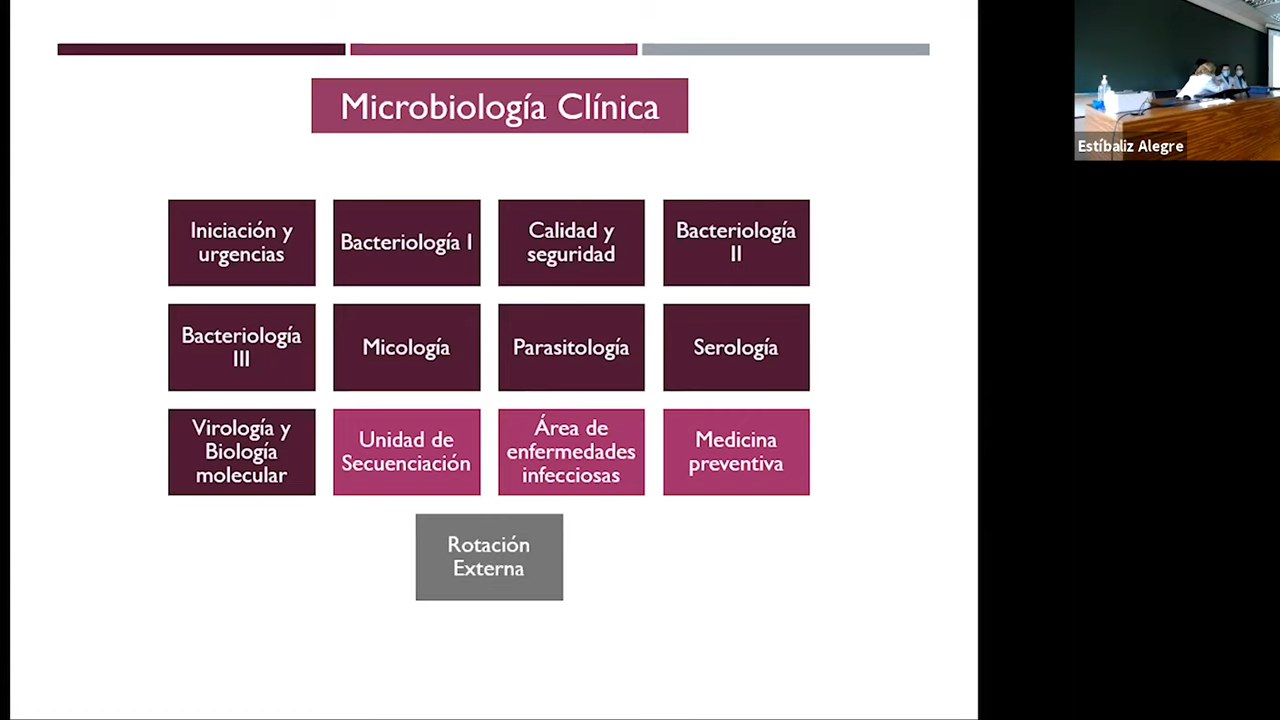 Microbiología Clínica
Estíbaliz Alegre
Iniciación y
urgencias
Bacteriología I
Calidad y
seguridad
Bacteriología
II
Bacteriología
III
Micología
Parasitología
Serología
Virología y
Biología
molecular
Unidad de
Secuenciación
Área de
enfermedades
infecciosas
Medicina
preventiva
Rotación
Externa